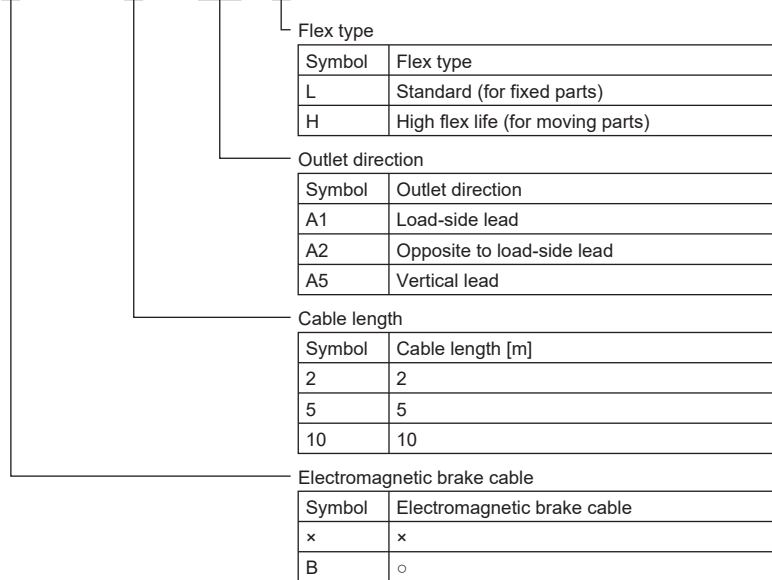 Flex type
Symbol Flex type
L Standard (for fixed parts)
H High flex life (for moving parts)
Outlet direction
Symbol Outlet direction
A1 Load-side lead
A2 Opposite to load-side lead
A5 Vertical lead
Cable length
Symbol Cable length [m]
2 2
5 5
10 10
Electromagnetic brake cable
Symbol Electromagnetic brake cable
× ×
B ○